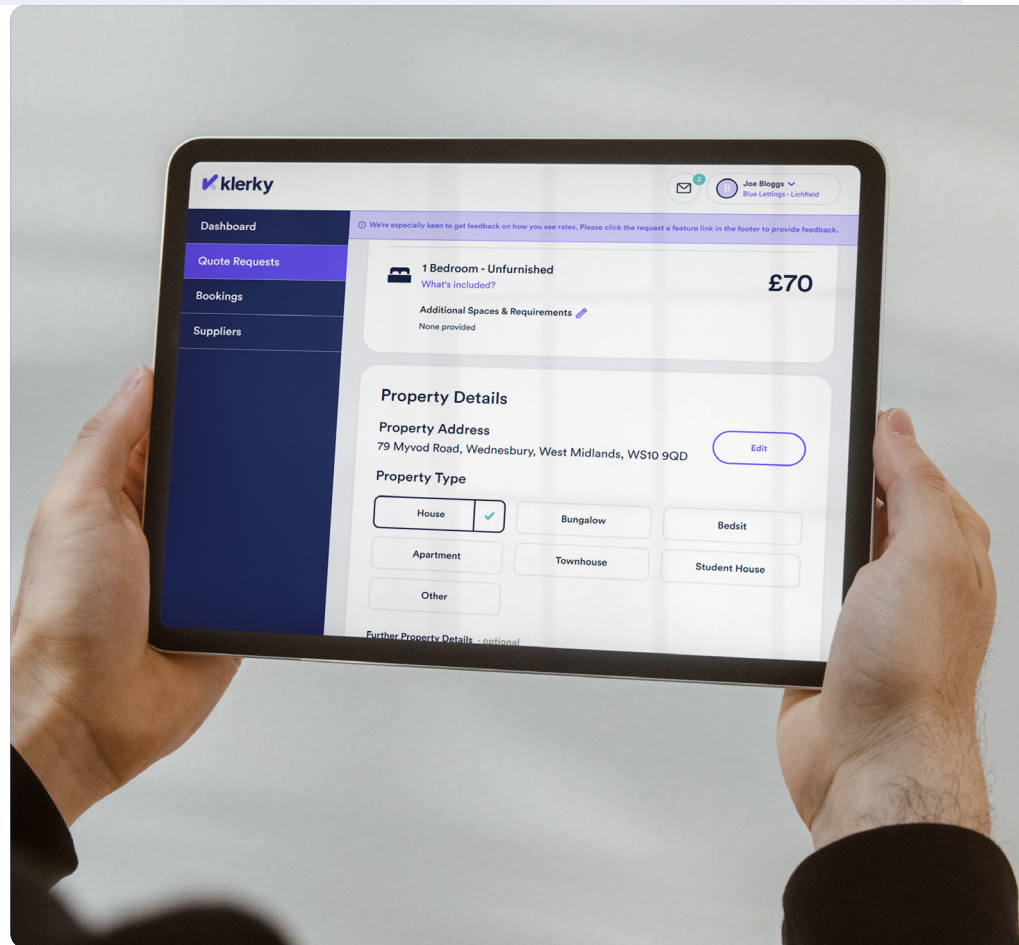 klerky
2
B
Joe Bloggs
Blue Lettings - Lichfield
Dashboard
Quote Requests
Bookings
Suppliers
We're especially keen to get feedback on how you see rates. Please click the request a feature link in the footer to provide feedback.
1 Bedroom - Unfurnished
£70
What's included?
Additional Spaces & Requirements
None provided
Property Details
Property Address
79 Myvod Road, Wednesbury, West Midlands, WS10 9QD
Edit
Property Type
House
Bungalow
Bedsit
Apartment
Townhouse
Student House
Other
Further Property Details - optional